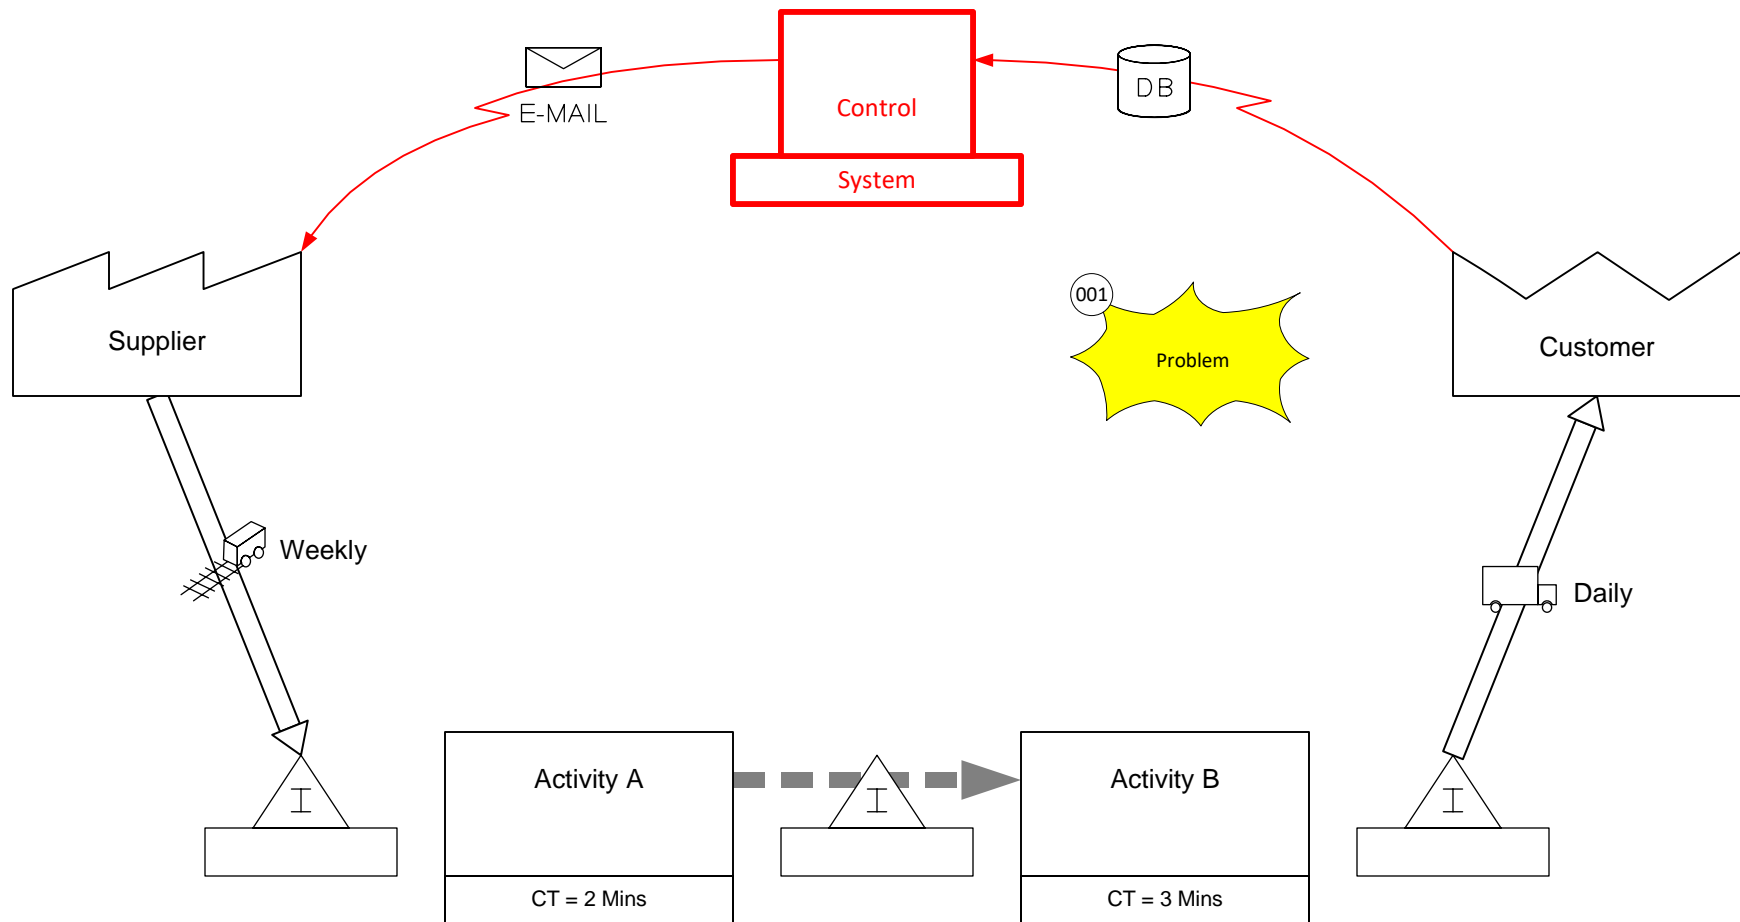 Control
System
E-MAIL
DB
001
Problem
Supplier
Customer
Weekly
Daily
Activity A
I
I
Activity B
I
CT = 2 Mins
CT = 3 Mins